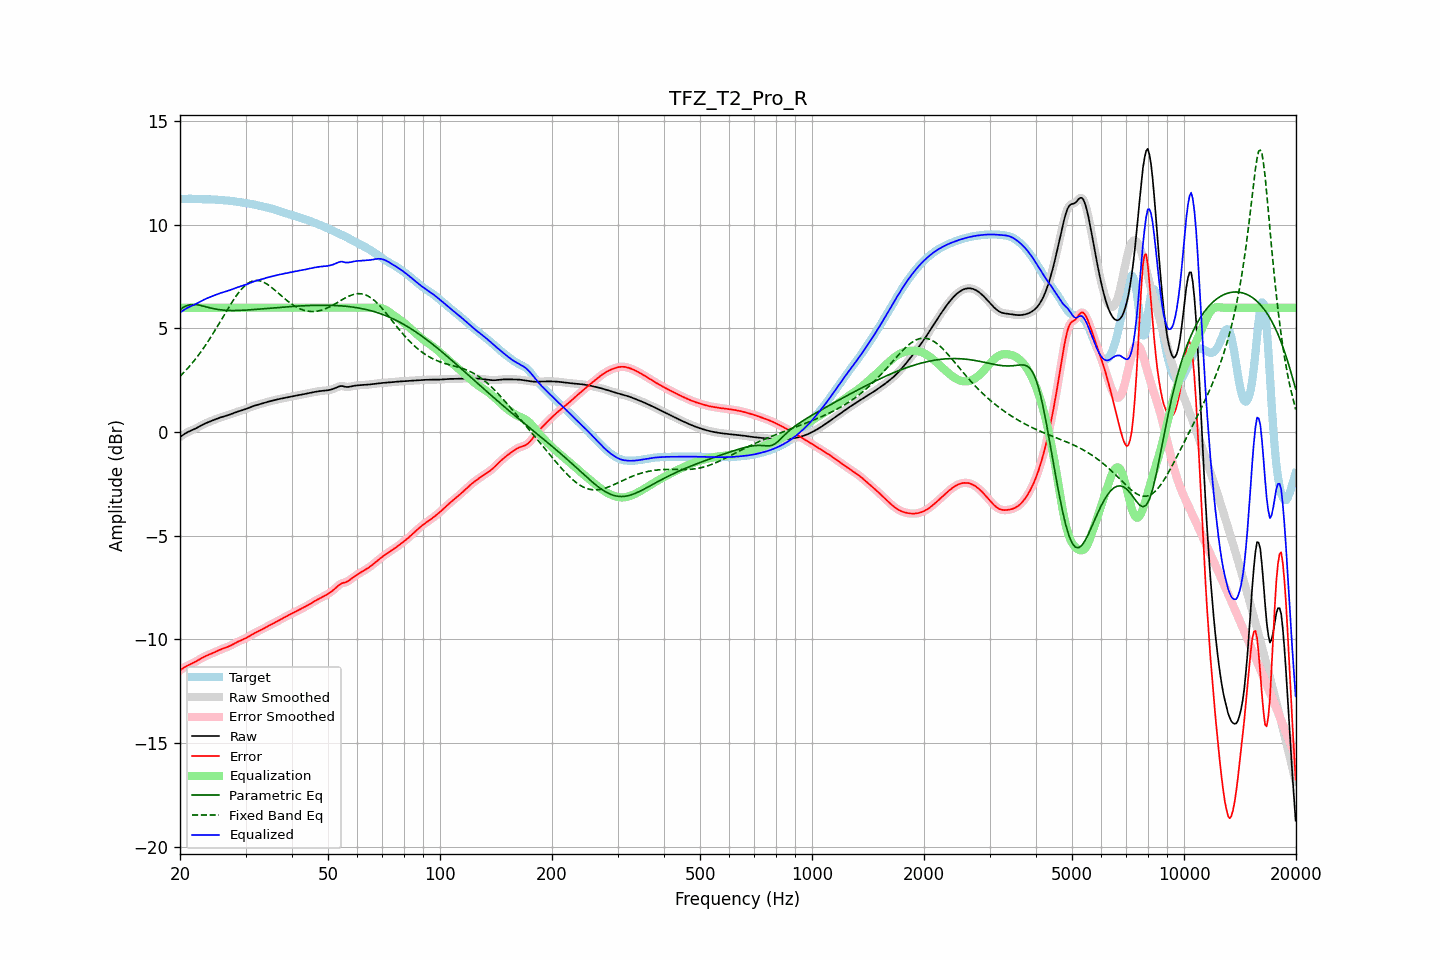 TFZ_T2_Pro_R
15
10
5
0
−5
−10
−15
−20
Amplitude (dBr)
Target
Raw Smoothed
Error Smoothed
Raw
Error
Equalization
Parametric Eq
Fixed Band Eq
Equalized
20 50 100 200 500 1000 2000 5000 10000 20000
Frequency (Hz)